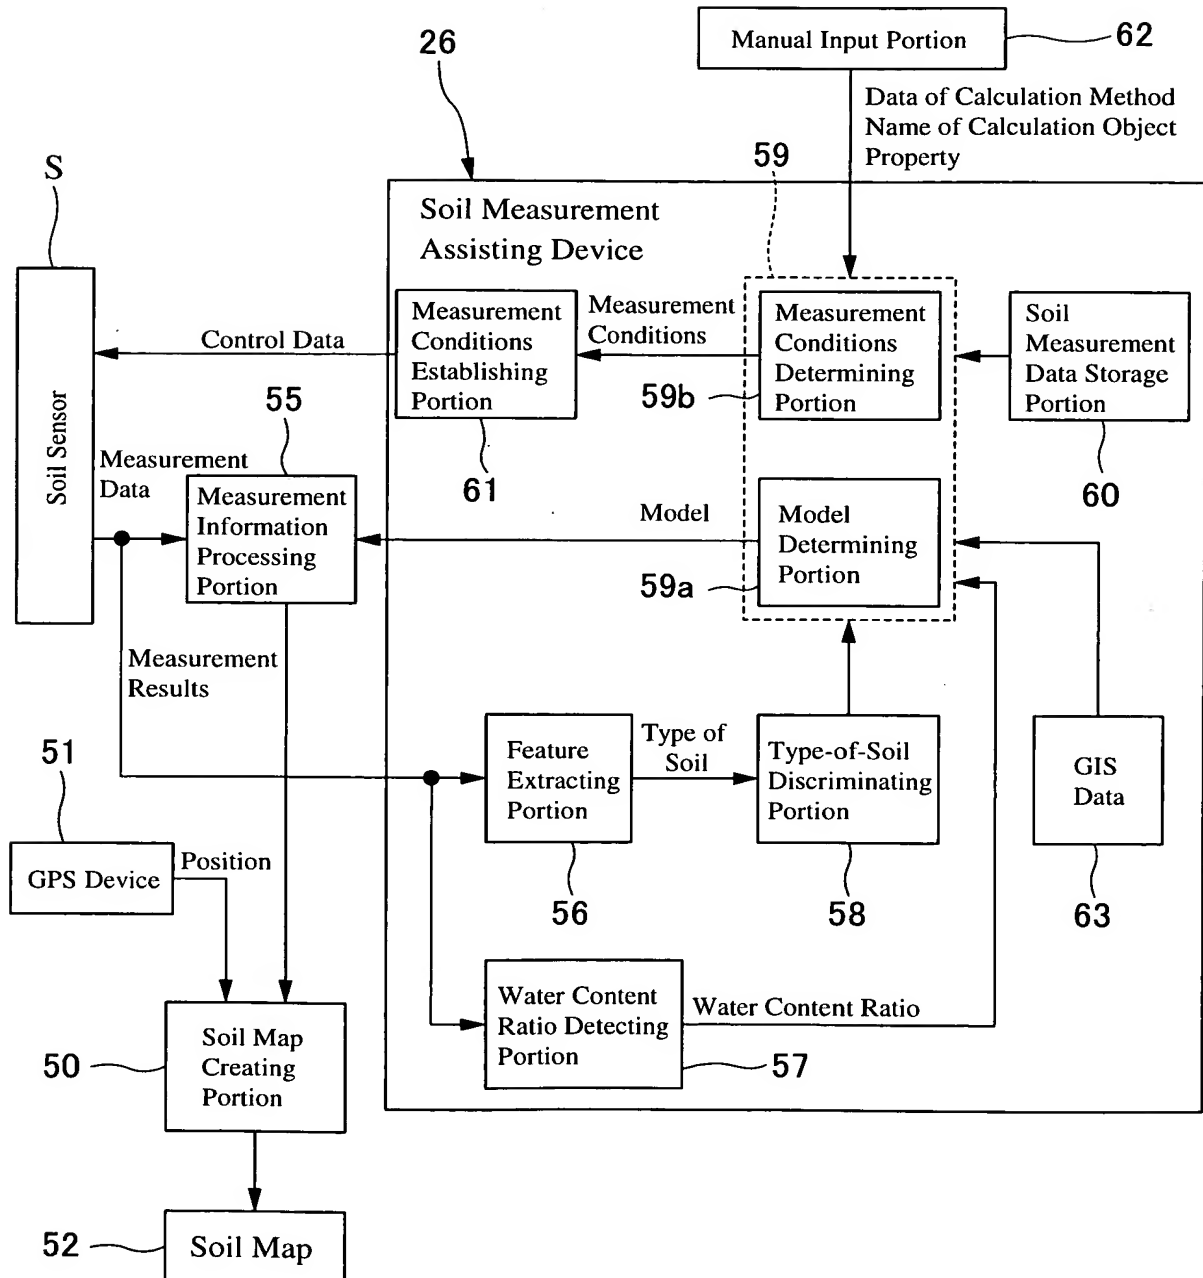 26
Manual Input Portion
62
Data of Calculation Method
Name of Calculation Object
Property
S
59
Soil Measurement
Assisting Device
Soil Sensor
Control Data
Measurement
Conditions
Establishing
Portion
61
Measurement
Conditions
Measurement
Conditions
Determining
Portion
59b
Soil
Measurement
Data Storage
Portion
60
55
Measurement
Data
Measurement
Information
Processing
Portion
Model
Model
Determining
Portion
59a
Measurement
Results
51
GPS Device
Position
Feature
Extracting
Portion
56
Type of
Soil
Type-of-Soil
Discriminating
Portion
58
GIS
Data
63
Water Content
Ratio Detecting
Portion
57
Water Content Ratio
50
Soil Map
Creating
Portion
52
Soil Map